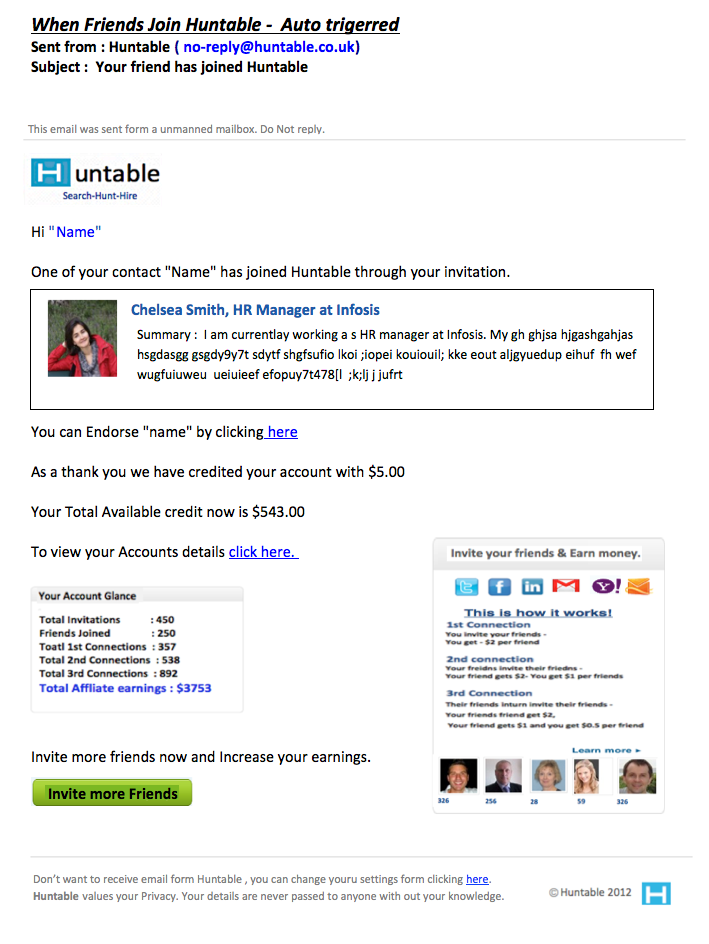 When Friends Join Huntable -  Auto trigerred
Sent from : Huntable ( no-reply@huntable.co.uk)
Subject :  Your friend has joined Huntable
This email was sent form a unmanned mailbox. Do Not reply.
Huntable
Search-Hunt-Hire
Hi "Name"
One of your contact "Name" has joined Huntable through your invitation.
Chelsea Smith, HR Manager at Infosis
Summary :  I am currentlay working a s HR manager at Infosis. My gh ghjsa hjgashgahjas
hsgdasgg gsgdy9y7t sdytf shgfsufio lkoi ;iopei kouiouil; kke eout aljgyuedup eihuf  fh wef
wugfuiuweu  ueiuieef efopuy7t478[l  ;k;lj j jufrt
You can Endorse "name" by clicking here
As a thank you we have credited your account with $5.00
Your Total Available credit now is $543.00
To view your Accounts details click here.
Your Account Glance
Total Invitations : 450
Friends Joined : 250
Toatl 1st Connections : 357
Total 2nd Connections : 538
Total 3rd Connections : 892
Total Affliate earnings : $3753
Invite more friends now and Increase your earnings.
Invite more Friends
Invite your friends & Earn money.
This is how it works!
1st Connection
You invite your friends -
You get - $2 per friend
2nd connection
Your freidns invite their friedns -
Your friend gets $2- You get $1 per friends
3rd Connection
Their friends inturn invite their friends -
Your friends friend get $2,
Your friend gets $1 and you get $0.5 per friend
Learn more
326 256 28 59 326
Don't want to receive email form Huntable , you can change youru settings form clicking here.
Huntable values your Privacy. Your details are never passed to anyone with out your knowledge.
© Huntable 2012 H